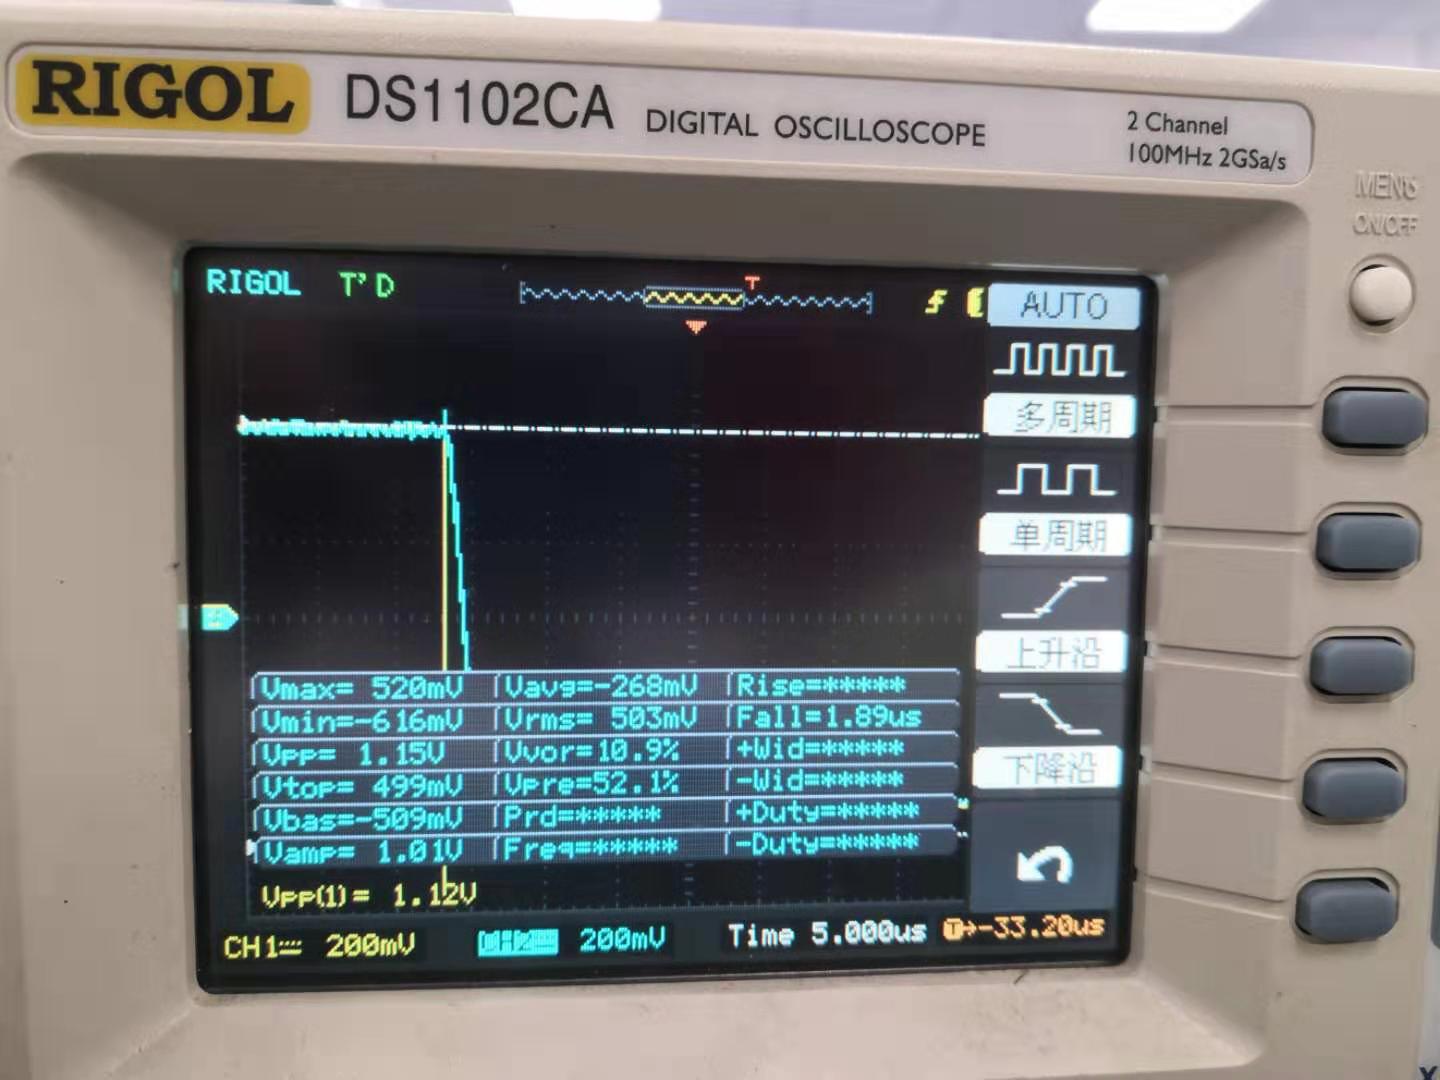 RIGOL DS1102CA DIGITAL OSCILLOSCOPE 2 Channel
100MHz 2GSa/s
MENU
ON/OFF
RIGOL T'D T
AUTO
多周期
单周期
上升沿
下降沿
Vmax= 520mV Vavg=-268mV Rise=*****
Vmin=-616mV Vrms= 503mV Fall=1.89us
Vpp= 1.15V Vovr=10.9% +Wid=*****
Vtop= 499mV Vpre=52.1% -Wid=*****
Vbas=-509mV Prd=***** +Duty=*****
Vamp= 1.01V Freq=***** -Duty=*****
Vpp(1)= 1.12V
CH1 200mV 200mV Time 5.000us T→-33.20us